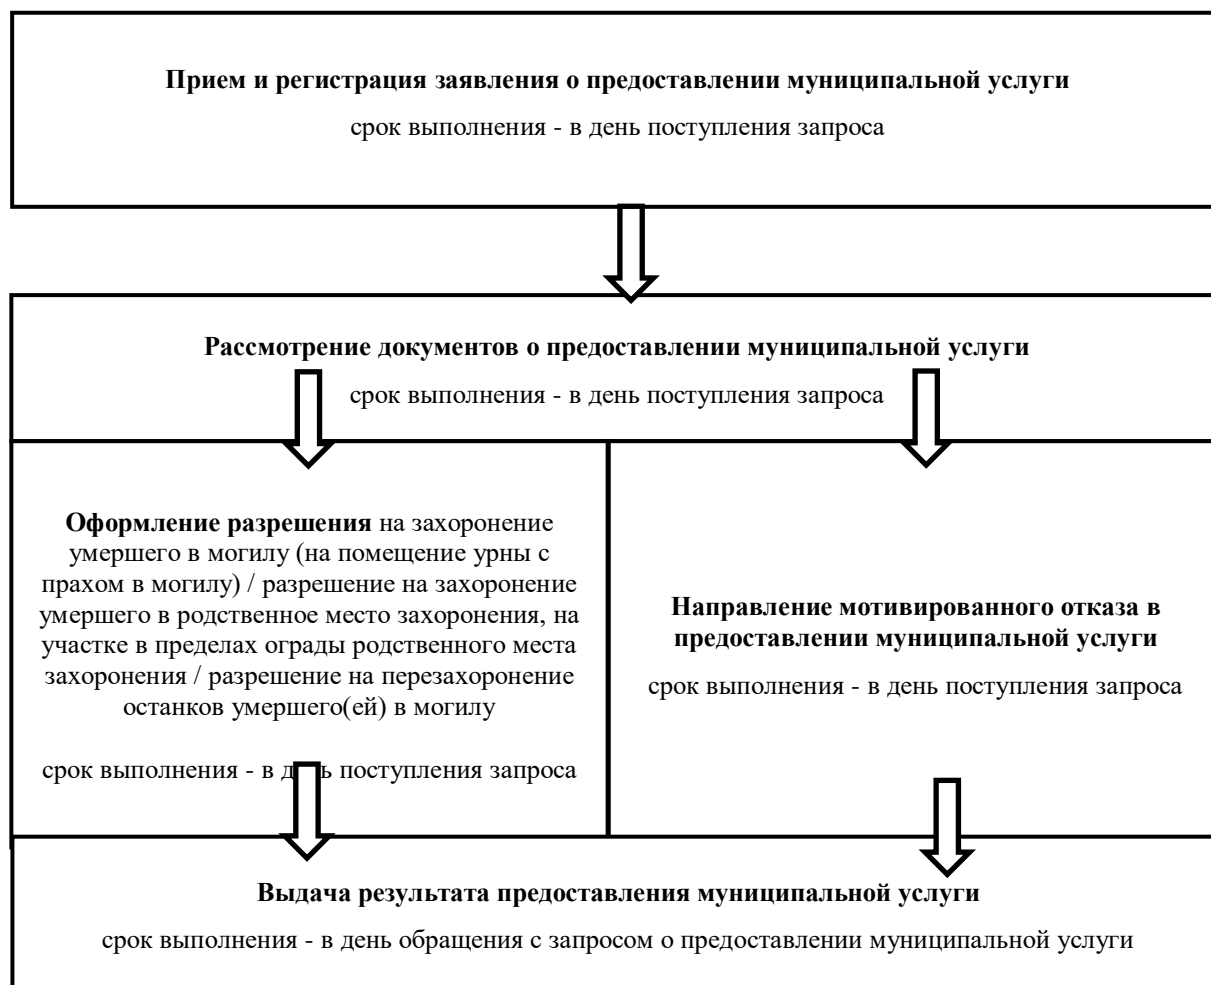 Прием и регистрация заявления о предоставлении муниципальной услуги
срок выполнения - в день поступления запроса
Рассмотрение документов о предоставлении муниципальной услуги
срок выполнения - в день поступления запроса
Оформление разрешения на захоронение
умершего в могилу (на помещение урны с
прахом в могилу) / разрешение на захоронение
умершего в родственное место захоронения, на
участке в пределах ограды родственного места
захоронения / разрешение на перезахоронение
останков умершего(ей) в могилу
срок выполнения - в день поступления запроса
Направление мотивированного отказа в
предоставлении муниципальной услуги
срок выполнения - в день поступления запроса
Выдача результата предоставления муниципальной услуги
срок выполнения - в день обращения с запросом о предоставлении муниципальной услуги